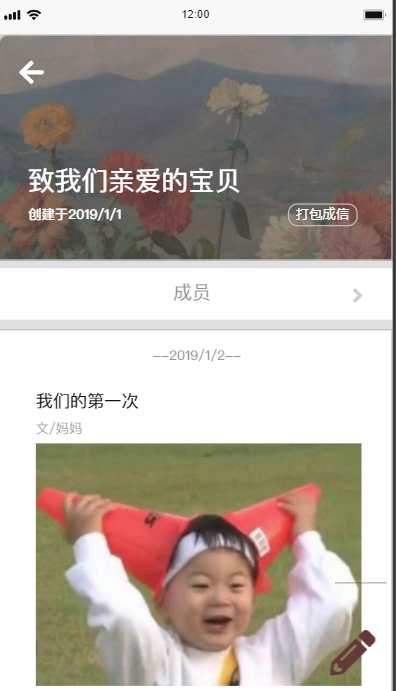 12:00
致我们亲爱的宝贝
创建于2019/1/1
打包成信
成员
--2019/1/2--
我们的第一次
文/妈妈